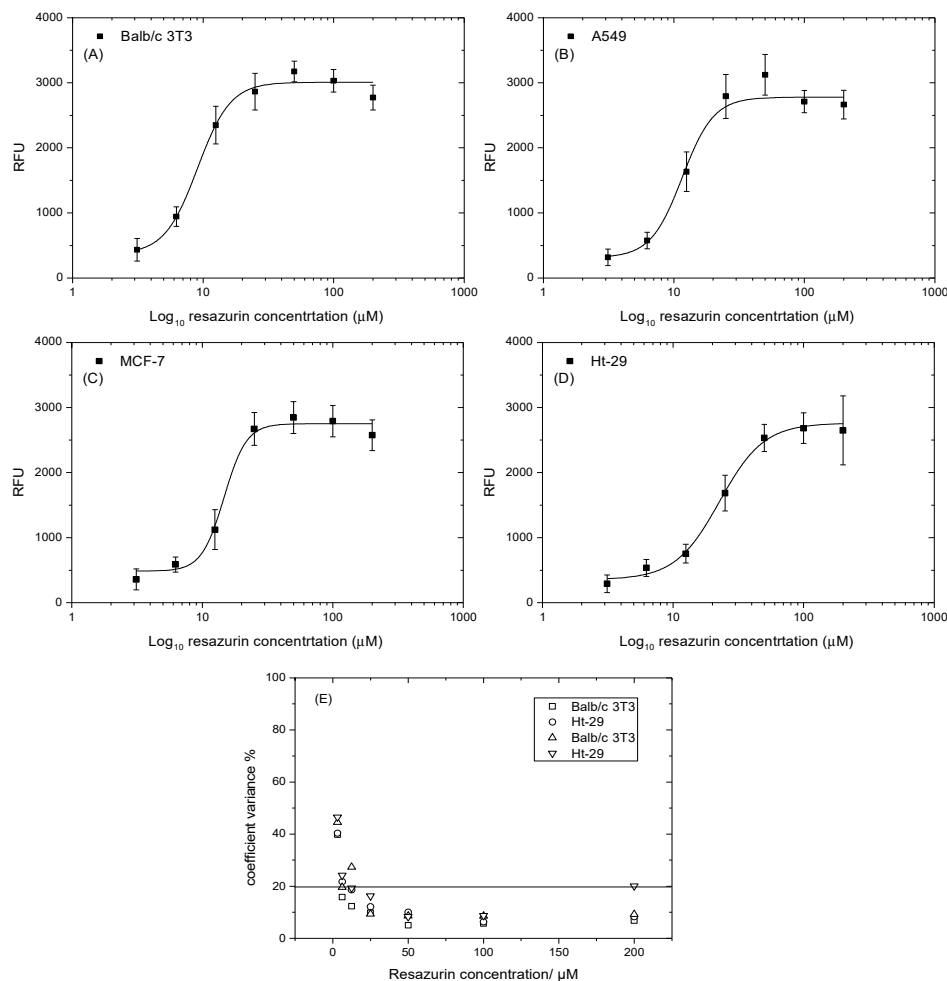 Balb/c 3T3
(A)
4000
3000
2000
1000
0
RFU
1
10
100
1000
Log10 resazurin concentrtation (μM)
A549
(B)
4000
3000
2000
1000
0
RFU
1
10
100
1000
Log10 resazurin concentrtation (μM)
MCF-7
(C)
4000
3000
2000
1000
0
RFU
1
10
100
1000
Log10 resazurin concentrtation (μM)
Ht-29
(D)
4000
3000
2000
1000
0
RFU
1
10
100
1000
Log10 resazurin concentrtation (μM)
(E)
100
80
60
40
20
0
coefficient variance %
Balb/c 3T3
Ht-29
Balb/c 3T3
Ht-29
0
50
100
150
200
Resazurin concentration/ μM